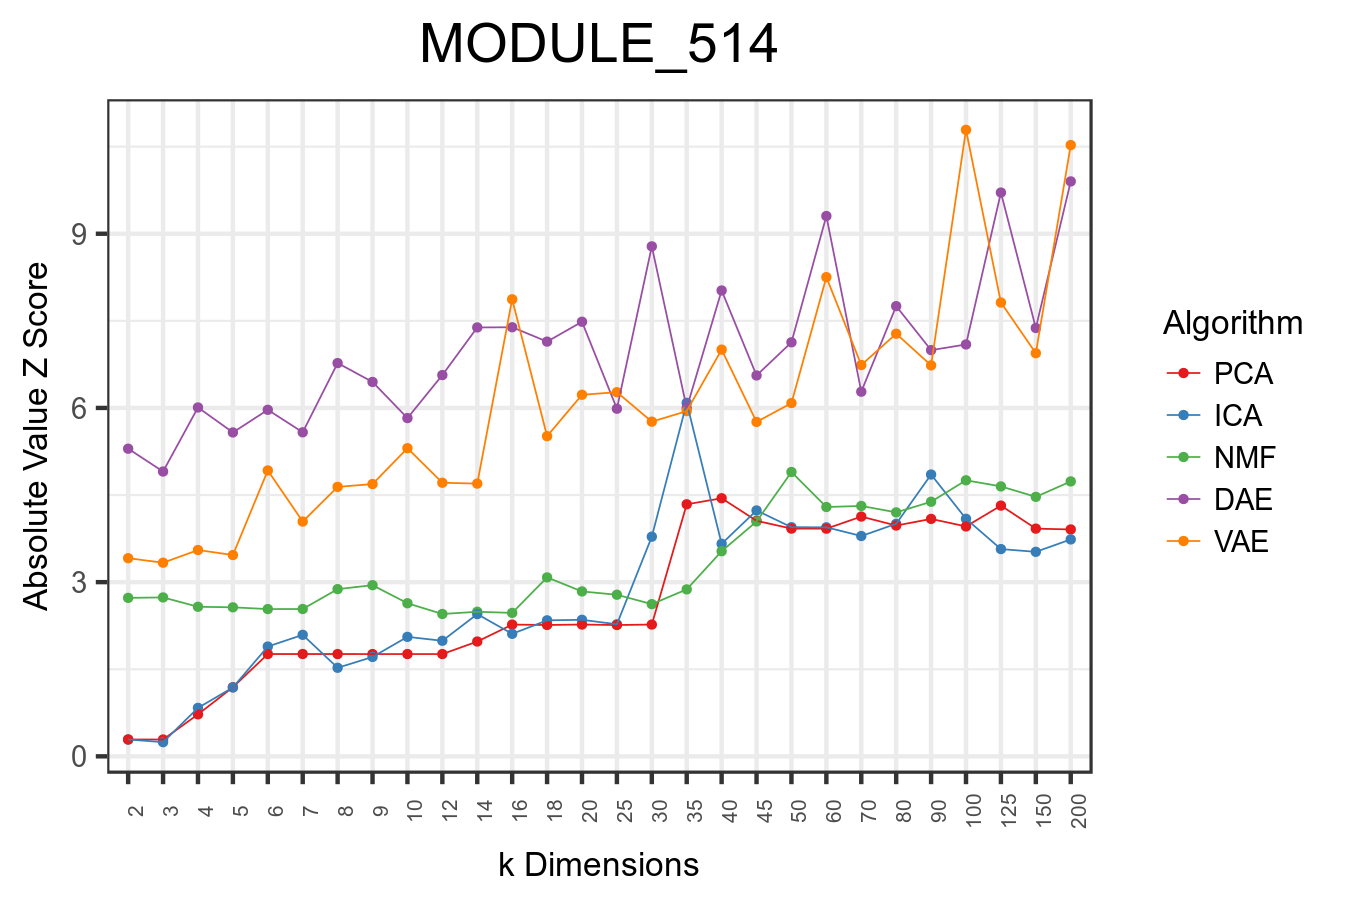 MODULE_514
Absolute Value Z Score
9
6
3
0
2 3 4 5 6 7 8 9 10 12 14 16 18 20 25 30 35 40 45 50 60 70 80 90 100 125 150 200
k Dimensions
Algorithm
PCA
ICA
NMF
DAE
VAE